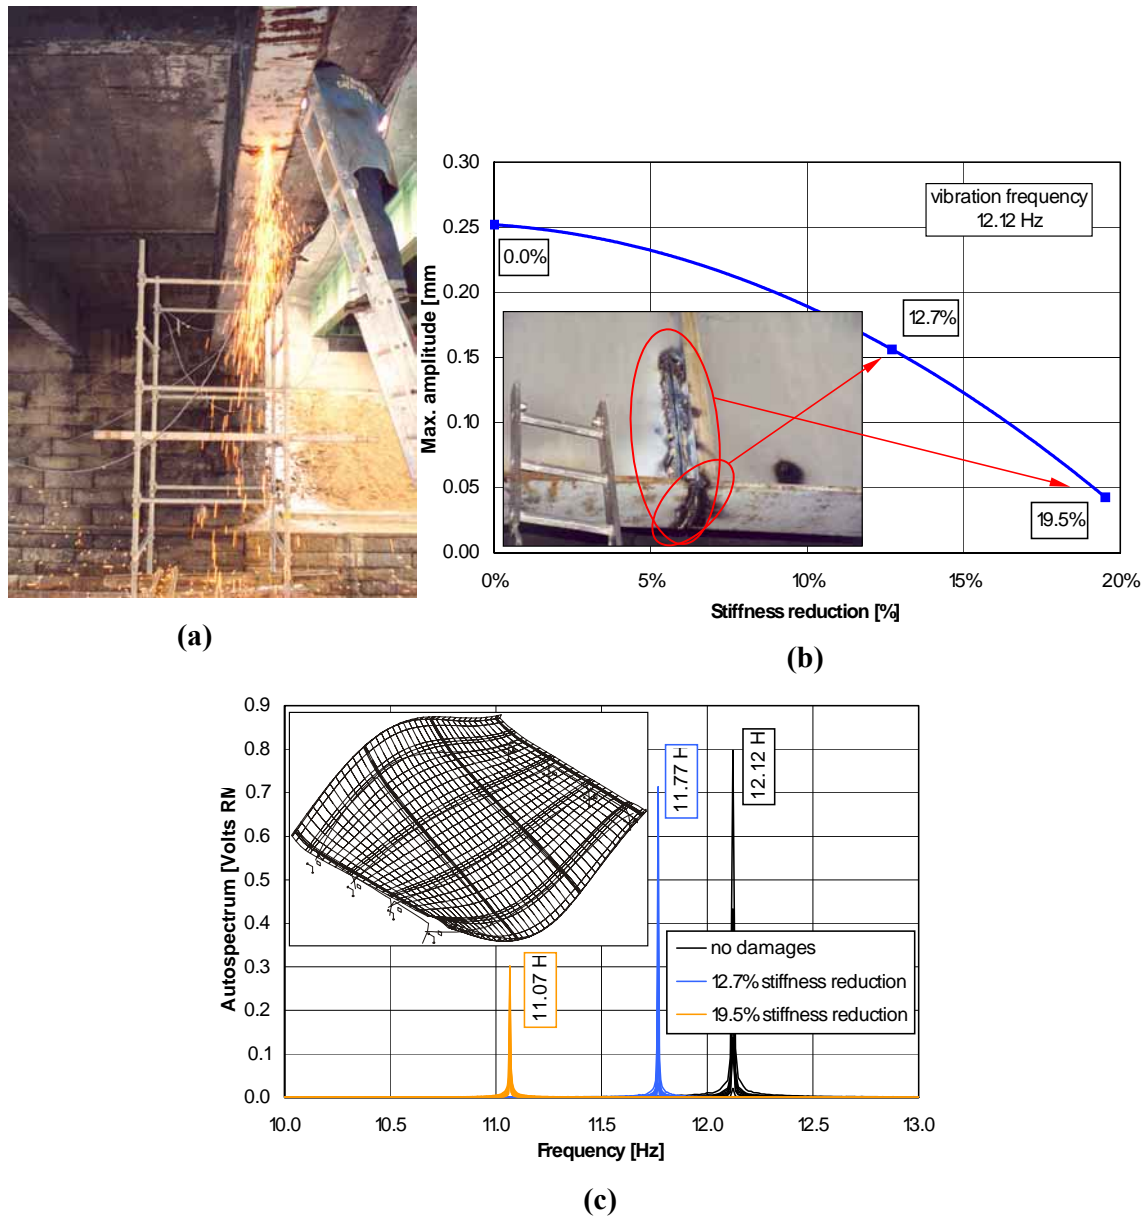 (a)
0.30
0.25
0.20
0.15
0.10
0.05
0.00
Max. amplitude [mm
vibration frequency
12.12 Hz
0.0%
12.7%
19.5%
0% 5% 10% 15% 20%
Stiffness reduction [%]
(b)
0.9
0.8
0.7
0.6
0.5
0.4
0.3
0.2
0.1
0.0
Autospectrum [Volts RM
11.07 H
11.77 H
12.12 H
no damages
12.7% stiffness reduction
19.5% stiffness reduction
10.0 10.5 11.0 11.5 12.0 12.5 13.0
Frequency [Hz]
(c)